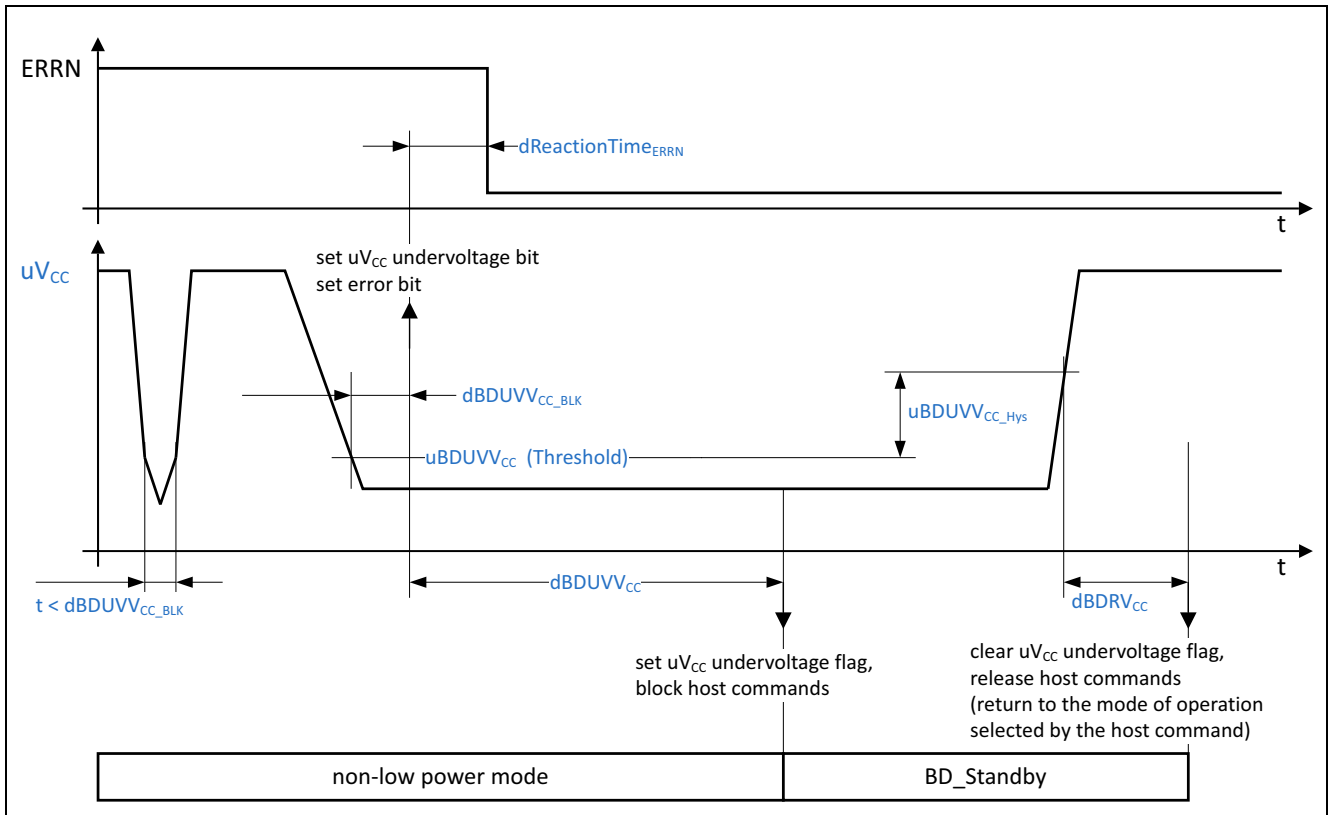 ERRN
dReactionTimeERRN
t
set uVCC undervoltage bit
set error bit
uVCC
dBDUVVCC_BLK
uBDUVVCC_Hys
uBDUVVCC (Threshold)
t
dBDUVVCC
t < dBDUVVCC_BLK
dBDRVCC
set uVCC undervoltage flag,
block host commands
clear uVCC undervoltage flag,
release host commands
(return to the mode of operation
selected by the host command)
non-low power mode
BD_Standby